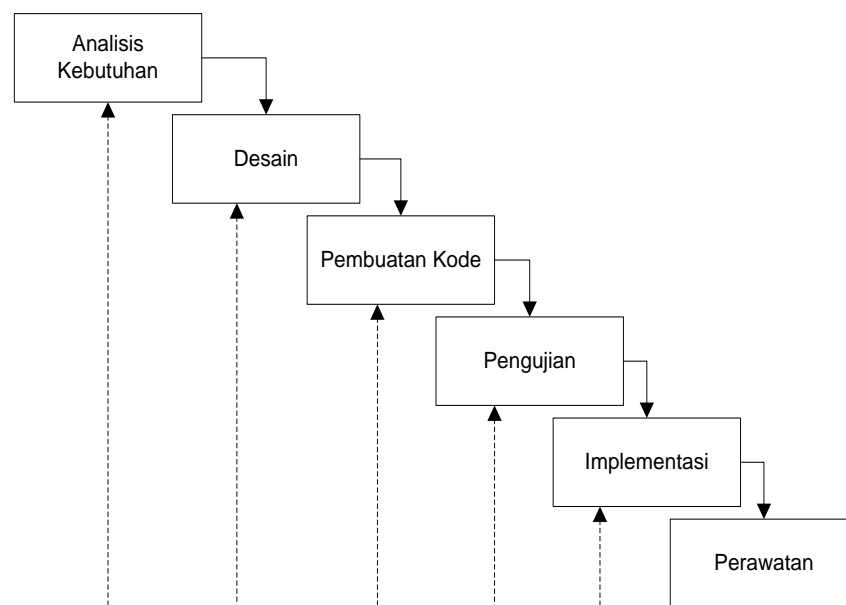 Analisis
Kebutuhan
Desain
Pembuatan Kode
Pengujian
Implementasi
Perawatan